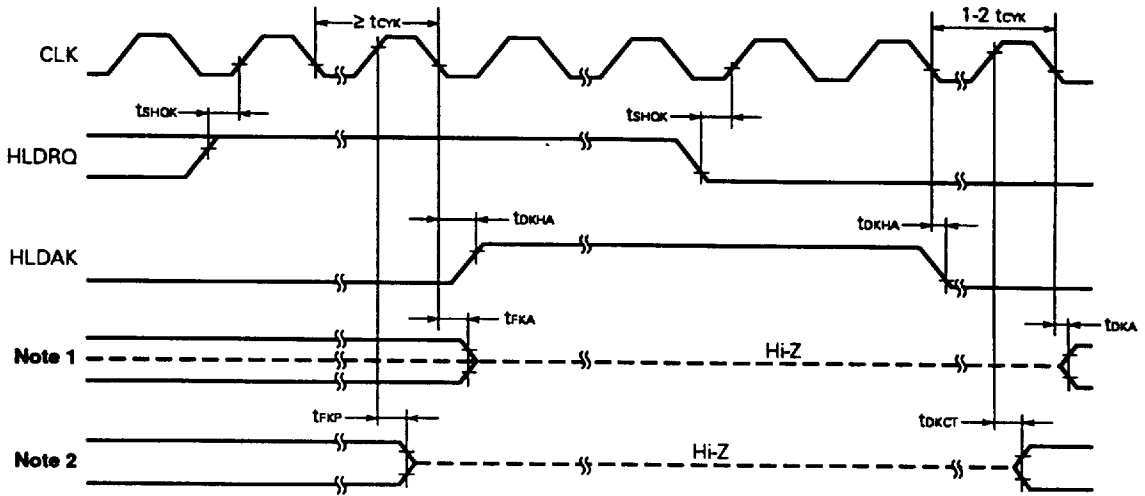 ≥ tCYK
1-2 tCYK
CLK
tSHQK
tSHQK
HLDRQ
tDKHA
tDKHA
HLDAK
tFKA
tDKA
Note 1
Hi-Z
tFKP
tDKCT
Note 2
Hi-Z